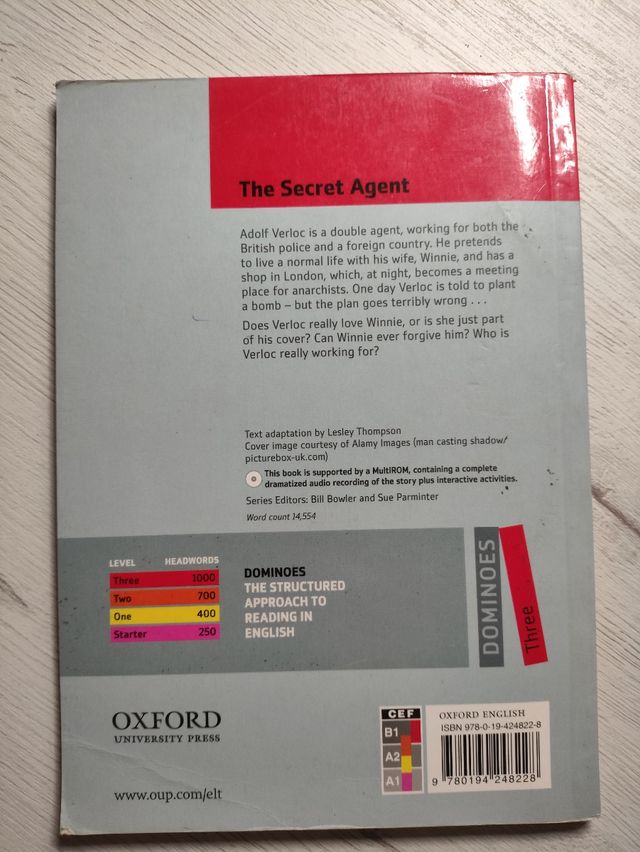 The Secret Agent
Adolf Verloc is a double agent, working for both the
British police and a foreign country. He pretends
to live a normal life with his wife, Winnie, and has a
shop in London, which, at night, becomes a meeting
place for anarchists. One day Verloc is told to plant
a bomb – but the plan goes terribly wrong . . .
Does Verloc really love Winnie, or is she just part
of his cover? Can Winnie ever forgive him? Who is
Verloc really working for?
Text adaptation by Lesley Thompson
Cover image courtesy of Alamy Images (man casting shadow/
picturebox-uk.com)
This book is supported by a MultiROM, containing a complete
dramatized audio recording of the story plus interactive activities.
Series Editors: Bill Bowler and Sue Parminter
Word count 14,554
LEVEL HEADWORDS
Three 1000
Two 700
One 400
Starter 250
DOMINOES
THE STRUCTURED
APPROACH TO
READING IN
ENGLISH
DOMINOES
Three
OXFORD
UNIVERSITY PRESS
www.oup.com/elt
CEF
B1
A2
A1
OXFORD ENGLISH
ISBN 978-0-19-424822-8
9 780194 248228